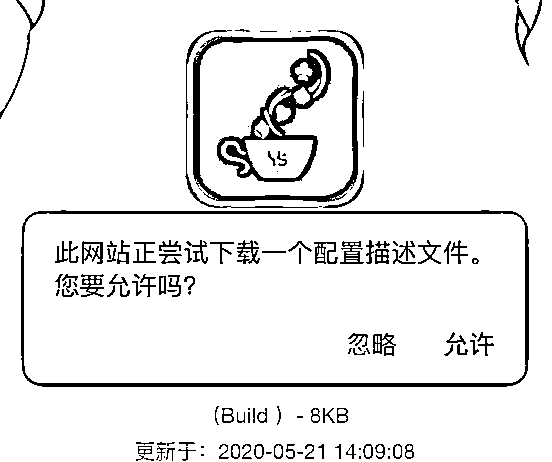 此网站正尝试下载一个配置描述文件。
您要允许吗?
忽略 允许
（Build ）- 8KB
更新于：2020-05-21 14:09:08